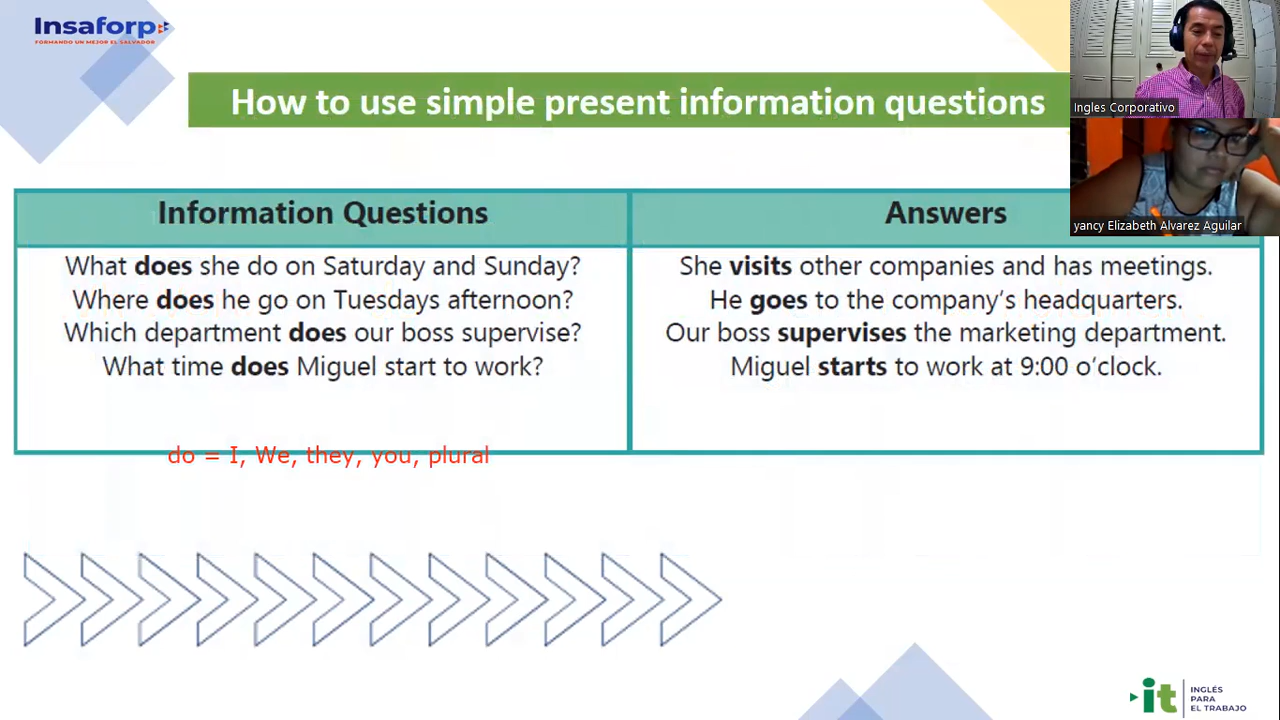 Insaforp
FORMANDO UN MEJOR EL SALVADOR
How to use simple present information questions
Ingles Corporativo
yancy Elizabeth Alvarez Aguilar
Information Questions
Answers
What does she do on Saturday and Sunday?
She visits other companies and has meetings.
Where does he go on Tuesdays afternoon?
He goes to the company's headquarters.
Which department does our boss supervise?
Our boss supervises the marketing department.
What time does Miguel start to work?
Miguel starts to work at 9:00 o'clock.
do = I, We, they, you, plural
it
INGLÉS
PARA
EL TRABAJO